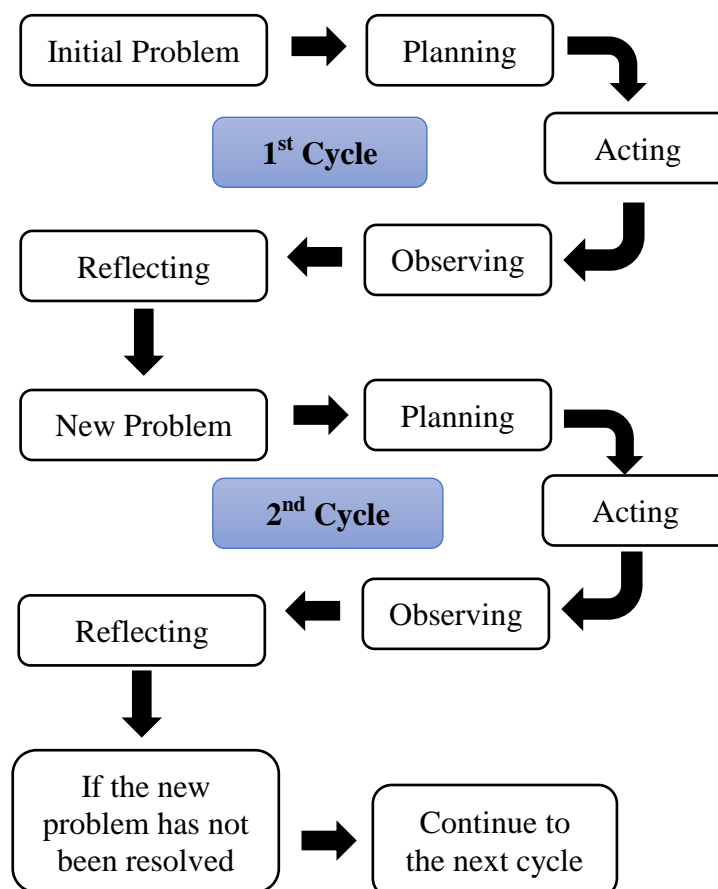 Initial Problem
Planning
1st Cycle
Acting
Observing
Reflecting
New Problem
Planning
2nd Cycle
Acting
Observing
Reflecting
If the new
problem has not
been resolved
Continue to
the next cycle